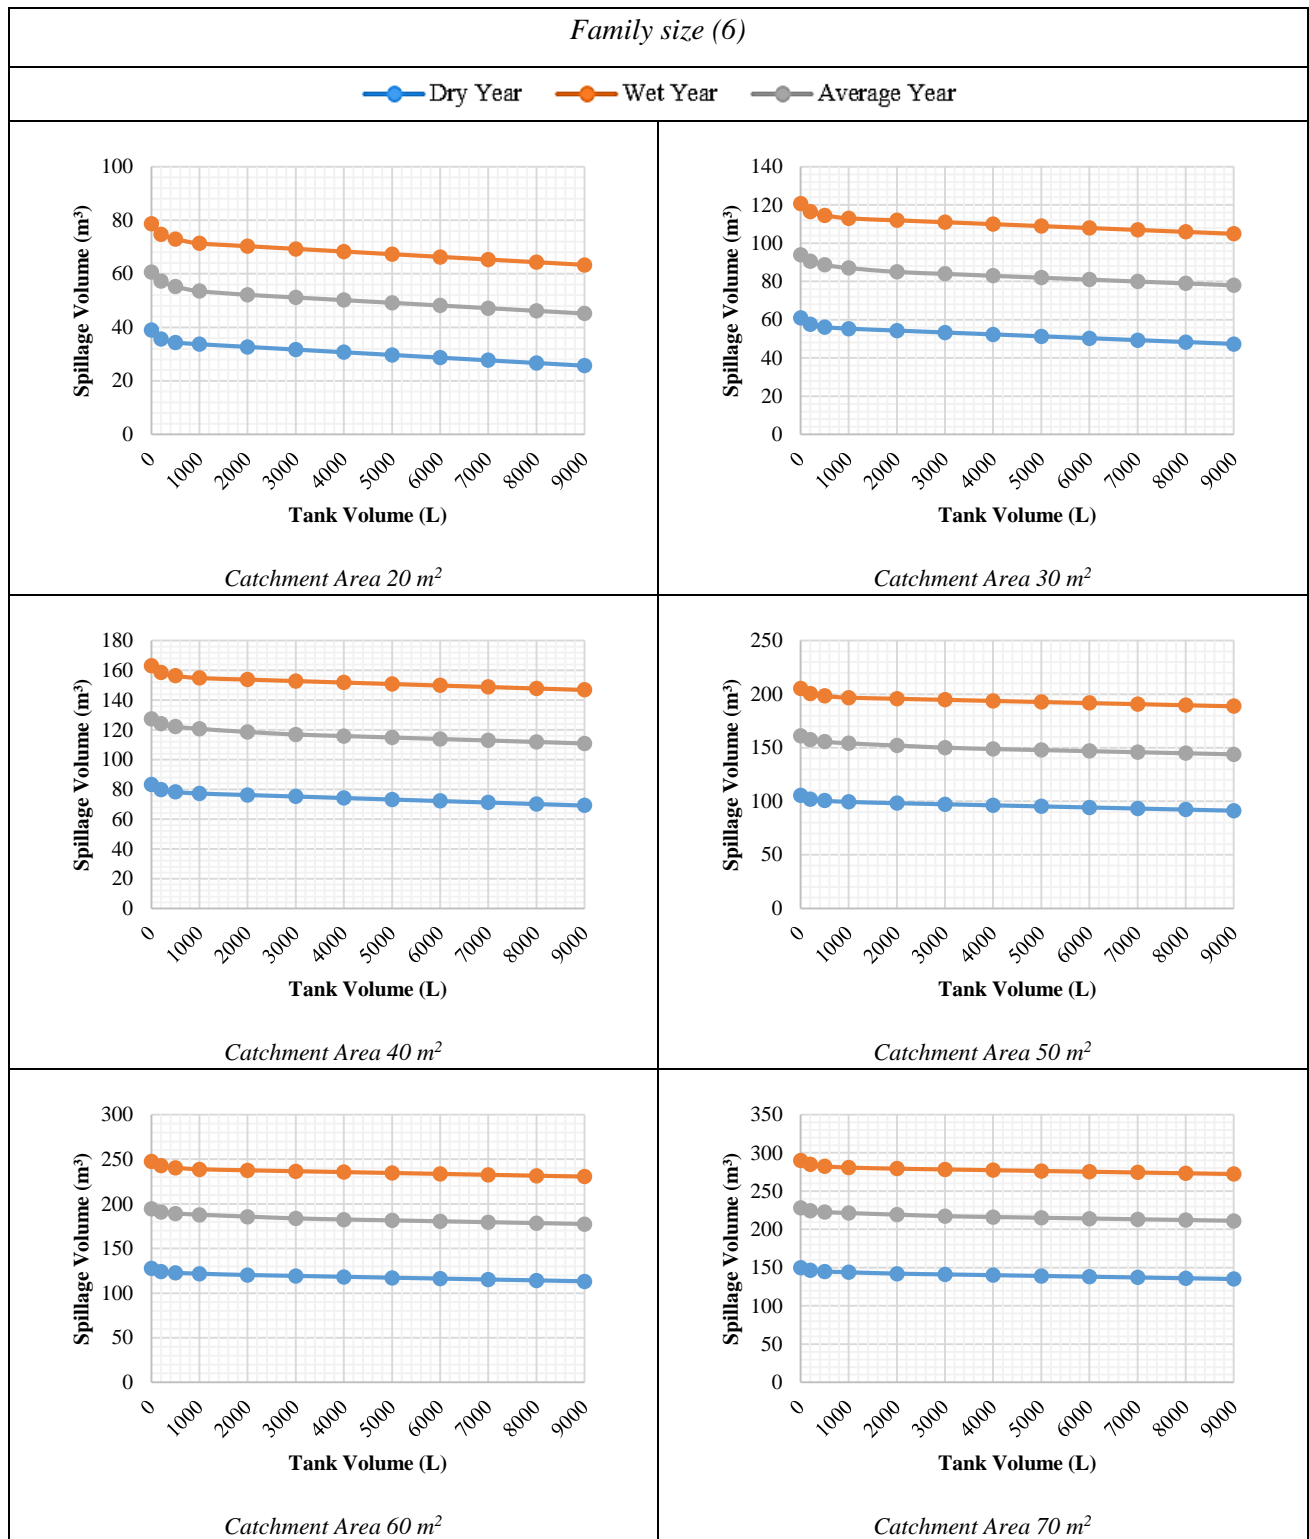 Family size (6)
Dry Year Wet Year Average Year
100
80
60
40
20
0
Spillage Volume (m³)
0 1000 2000 3000 4000 5000 6000 7000 8000 9000
Tank Volume (L)
Catchment Area 20 m²
140
120
100
80
60
40
20
0
Spillage Volume (m³)
0 1000 2000 3000 4000 5000 6000 7000 8000 9000
Tank Volume (L)
Catchment Area 30 m²
180
160
140
120
100
80
60
40
20
0
Spillage Volume (m³)
0 1000 2000 3000 4000 5000 6000 7000 8000 9000
Tank Volume (L)
Catchment Area 40 m²
250
200
150
100
50
0
Spillage Volume (m³)
0 1000 2000 3000 4000 5000 6000 7000 8000 9000
Tank Volume (L)
Catchment Area 50 m²
300
250
200
150
100
50
0
Spillage Volume (m³)
0 1000 2000 3000 4000 5000 6000 7000 8000 9000
Tank Volume (L)
Catchment Area 60 m²
350
300
250
200
150
100
50
0
Spillage Volume (m³)
0 1000 2000 3000 4000 5000 6000 7000 8000 9000
Tank Volume (L)
Catchment Area 70 m²